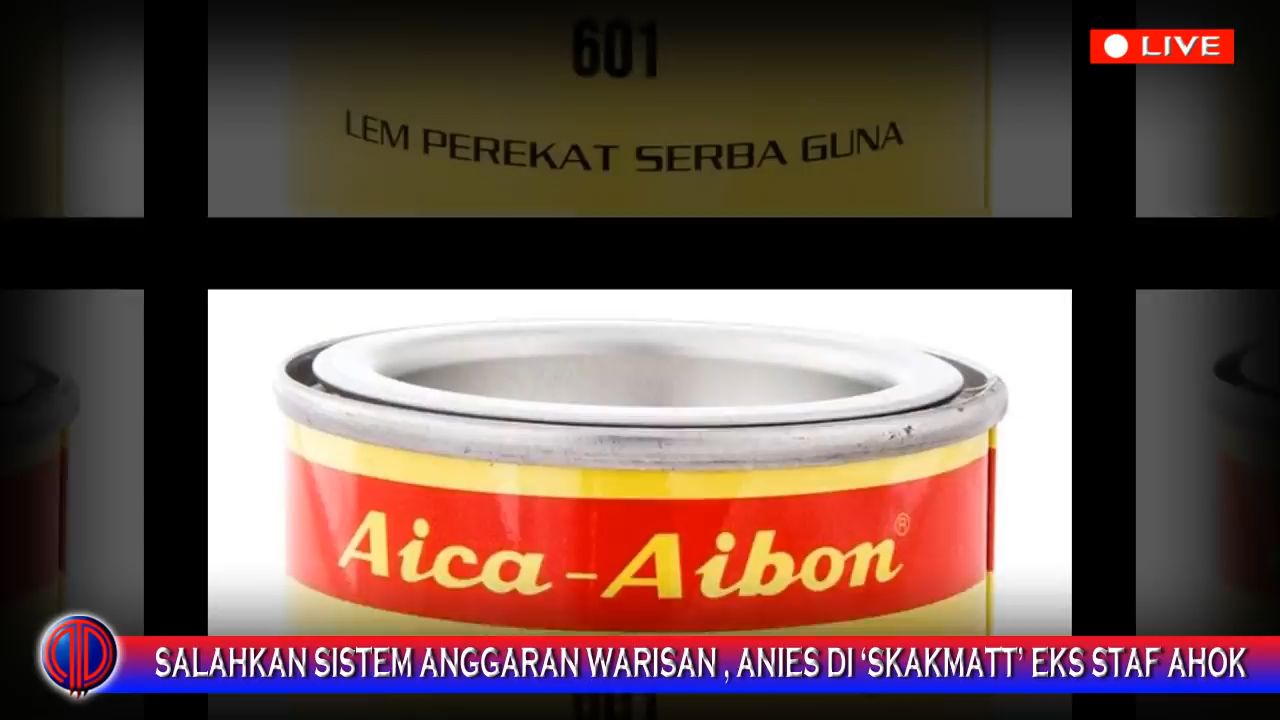 LIVE
601
LEM PEREKAT SERBA GUNA
Aica-Aibon®
SALAHKAN SISTEM ANGGARAN WARISAN , ANIES DI ‘SKAKMATT’ EKS STAF AHOK